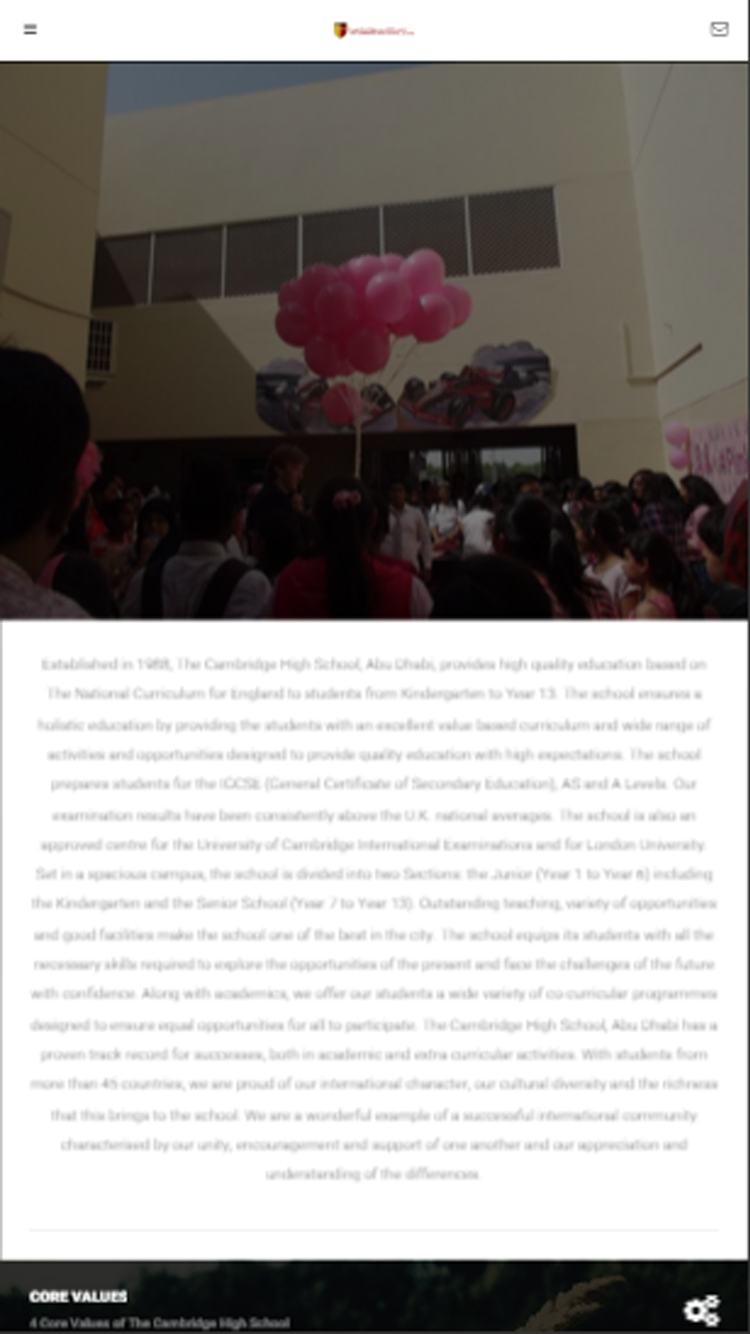 Established in 1988, The Cambridge High School, Abu Dhabi, provides high quality education based on
The National Curriculum for England to students from Kindergarten to Year 13. The school ensures a
holistic education by providing the students with an excellent value based curriculum and wide range of
activities and opportunities designed to provide quality education with high expectations. The school
prepares students for the IGCSE (General Certificate of Secondary Education), AS and A Levels. Our
examination results have been consistently above the U.K. national averages. The school is also an
approved centre for the University of Cambridge International Examinations and for London University.
Set in a spacious campus, the school is divided into two Sections: the Junior (Year 1 to Year 6) including
the Kindergarten and the Senior School (Year 7 to Year 13). Outstanding teaching, variety of opportunities
and good facilities make the school one of the best in the city. The school equips its students with all the
necessary skills required to explore the opportunities of the present and face the challenges of the future
with confidence. Along with academics, we offer our students a wide variety of co-curricular programmes
designed to ensure equal opportunities for all to participate. The Cambridge High School, Abu Dhabi has a
proven track record for successes, both in academic and extra curricular activities. With students from
more than 45 countries, we are proud of our international character, our cultural diversity and the richness
that this brings to the school. We are a wonderful example of a successful international community
characterised by our unity, encouragement and support of one another and our appreciation and
understanding of the differences.
CORE VALUES
4 Core Values of The Cambridge High School